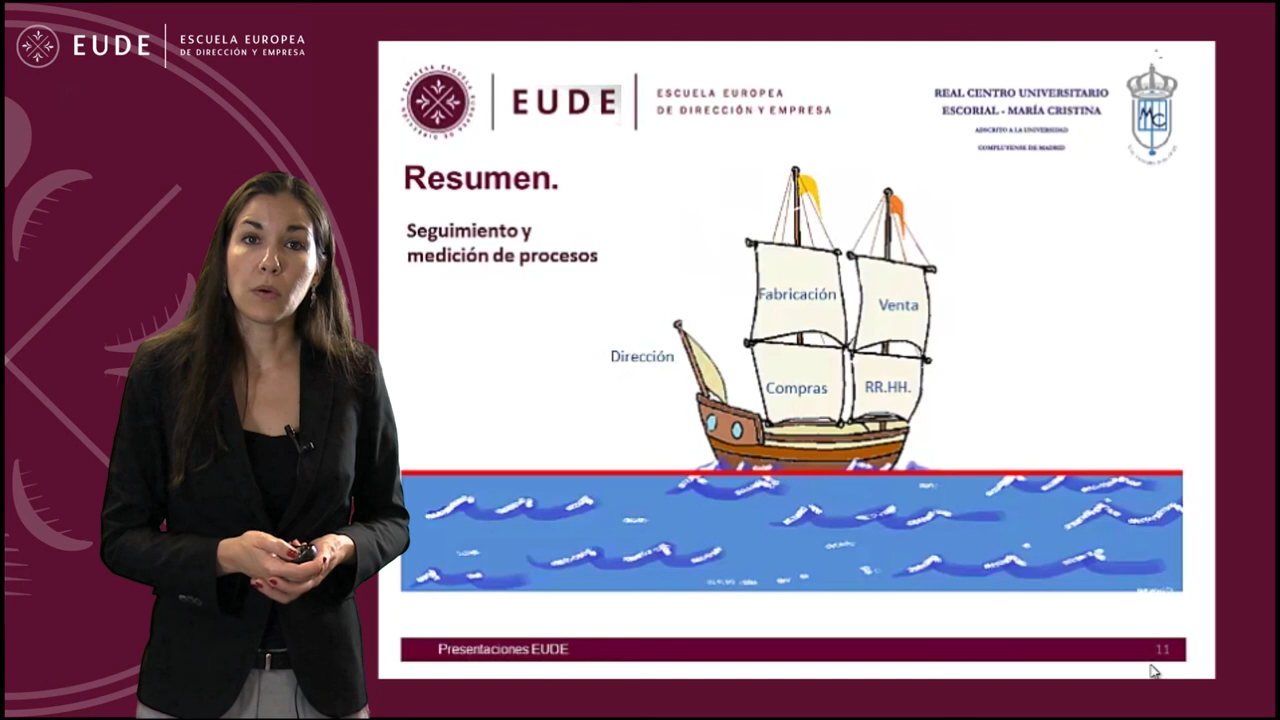 EUDE
ESCUELA EUROPEA
DE DIRECCIÓN Y EMPRESA
EUDE
ESCUELA EUROPEA
DE DIRECCIÓN Y EMPRESA
REAL CENTRO UNIVERSITARIO
ESCORIAL - MARÍA CRISTINA
ADSCRITO A LA UNIVERSIDAD
COMPLUTENSE DE MADRID
Resumen.
Seguimiento y
medición de procesos
Fabricación
Venta
Dirección
Compras
RR.HH.
Presentaciones EUDE
11